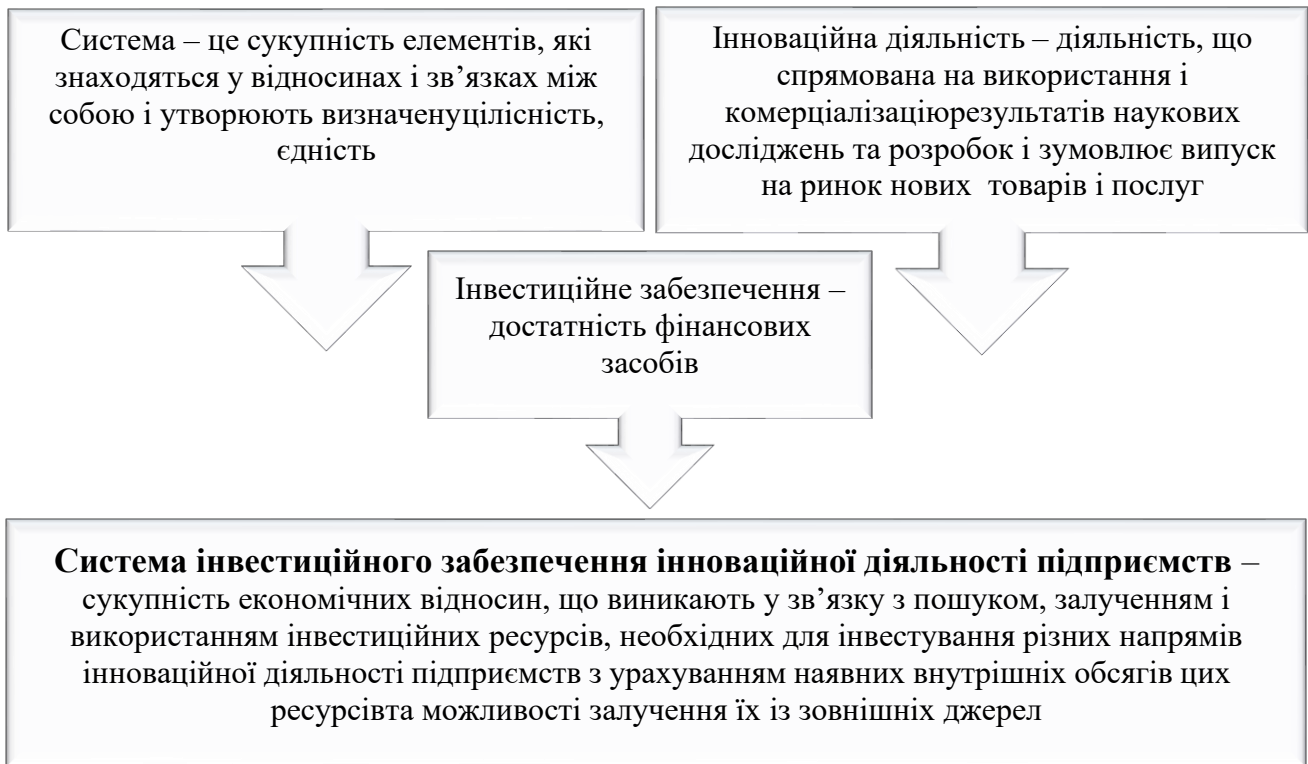 Система – це сукупність елементів, які
знаходяться у відносинах і зв’язках між
собою і утворюють визначенуцілісність,
єдність
Інноваційна діяльність – діяльність, що
спрямована на використання і
комерціалізаціюрезультатів наукових
досліджень та розробок і зумовлює випуск
на ринок нових товарів і послуг
Інвестиційне забезпечення –
достатність фінансових
засобів
Система інвестиційного забезпечення інноваційної діяльності підприємств –
сукупність економічних відносин, що виникають у зв’язку з пошуком, залученням і
використанням інвестиційних ресурсів, необхідних для інвестування різних напрямів
інноваційної діяльності підприємств з урахуванням наявних внутрішніх обсягів цих
ресурсівта можливості залучення їх із зовнішніх джерел